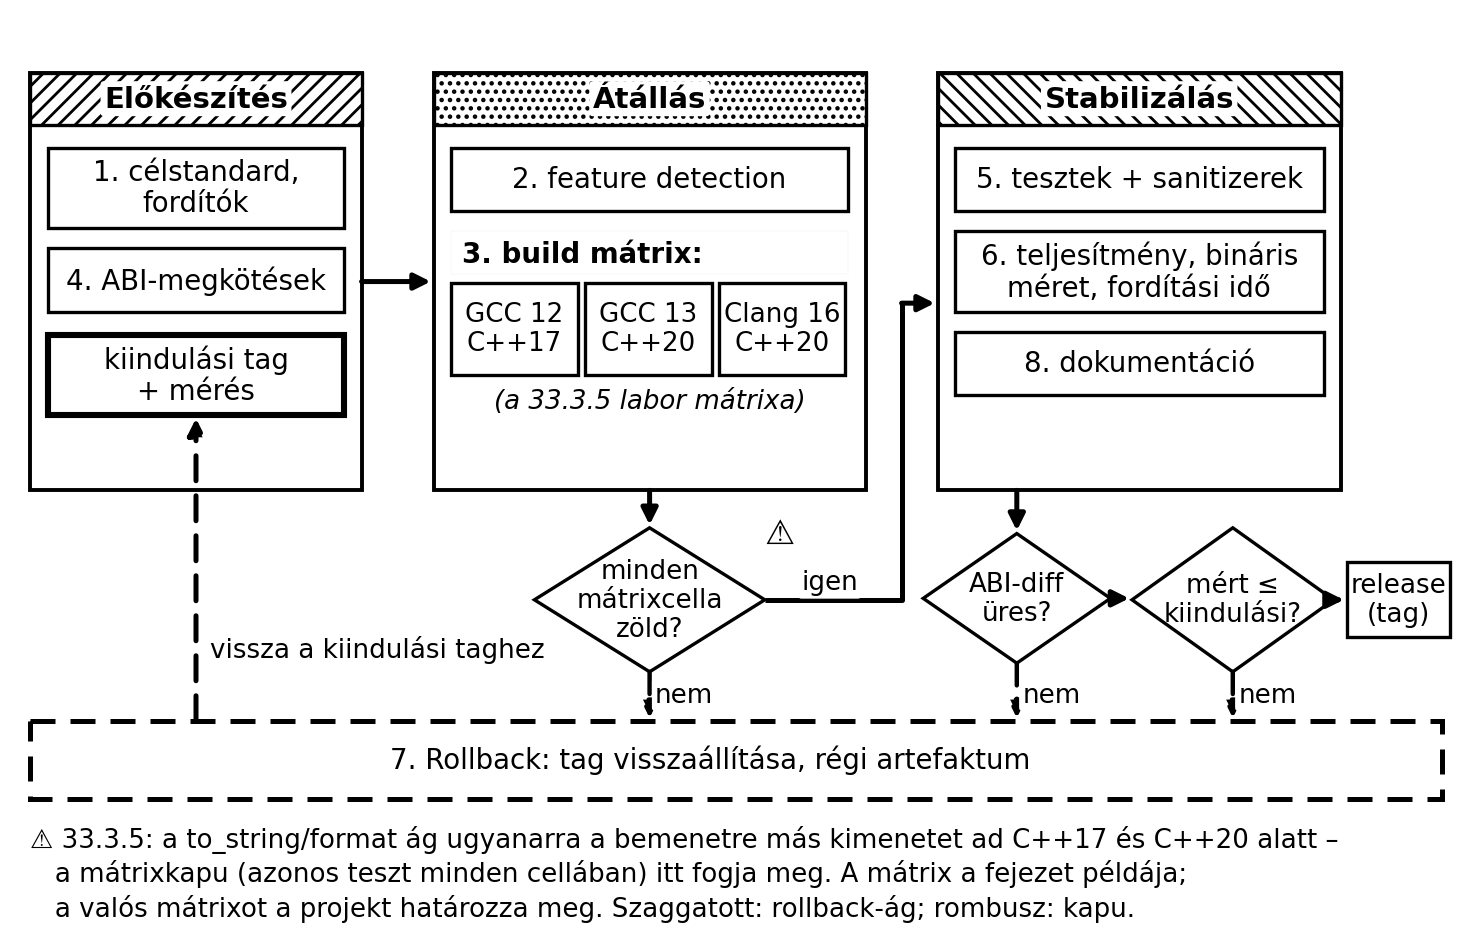 Előkészítés
1. célstandard,
fordítók
4. ABI-megkötések
kiindulási tag
+ mérés
Átállás
2. feature detection
3. build mátrix:
GCC 12
C++17
GCC 13
C++20
Clang 16
C++20
(a 33.3.5 labor mátrixa)
Stabilizálás
5. tesztek + sanitizerek
6. teljesítmény, bináris
méret, fordítási idő
8. dokumentáció
⚠
minden
mátrixcella
zöld?
igen
ABI-diff
üres?
mért ≤
kiindulási?
release
(tag)
vissza a kiindulási taghez
nem
nem
nem
7. Rollback: tag visszaállítása, régi artefaktum
⚠ 33.3.5: a to_string/format ág ugyanarra a bemenetre más kimenetet ad C++17 és C++20 alatt –
a mátrixkapu (azonos teszt minden cellában) itt fogja meg. A mátrix a fejezet példája;
a valós mátrixot a projekt határozza meg. Szaggatott: rollback-ág; rombusz: kapu.